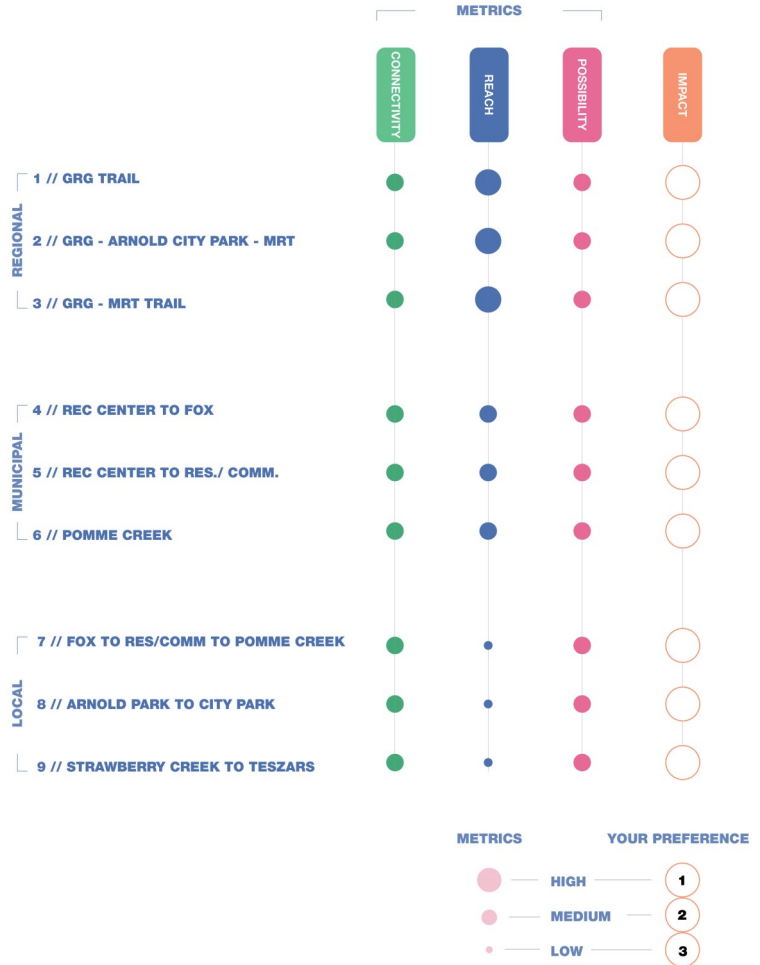 METRICS
CONNECTIVITY
REACH
POSSIBILITY
IMPACT
REGIONAL
1 // GRG TRAIL
2 // GRG - ARNOLD CITY PARK - MRT
3 // GRG - MRT TRAIL
MUNICIPAL
4 // REC CENTER TO FOX
5 // REC CENTER TO RES./ COMM.
6 // POMME CREEK
LOCAL
7 // FOX TO RES/COMM TO POMME CREEK
8 // ARNOLD PARK TO CITY PARK
9 // STRAWBERRY CREEK TO TESZARS
METRICS YOUR PREFERENCE
HIGH 1
MEDIUM 2
LOW 3